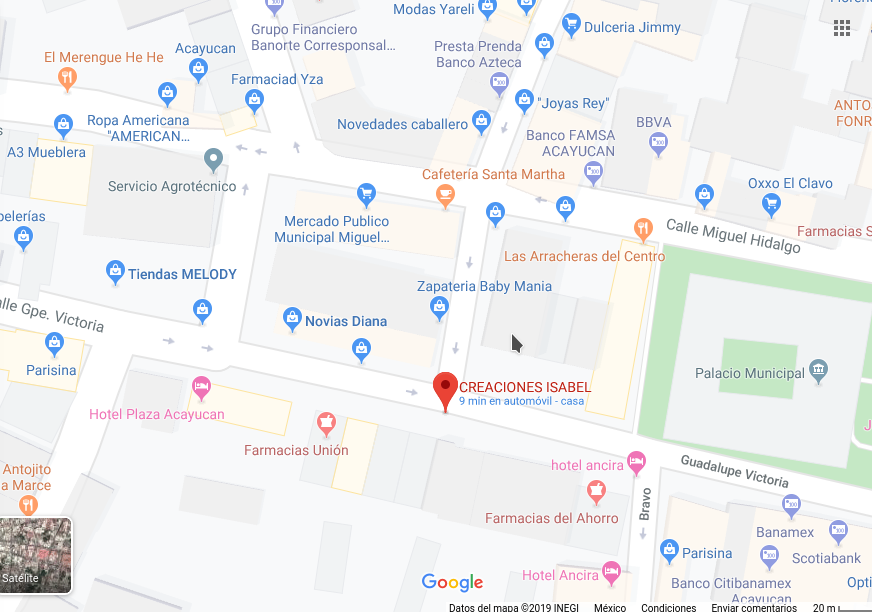 Modas Yareli
Grupo Financiero
Banorte Corresponsal...
Dulceria Jimmy
Acayucan
Presta Prenda
Banco Azteca
El Merengue He He
Farmaciad Yza
"Joyas Rey"
ANTO
FONR
Ropa Americana
"AMERICAN...
Novedades caballero
BBVA
Banco FAMSA
ACAYUCAN
A3 Mueblera
Servicio Agrotécnico
Cafetería Santa Martha
Oxxo El Clavo
pelerías
Mercado Publico
Municipal Miguel...
Calle Miguel Hidalgo
Farmacias S
Las Arracheras del Centro
Tiendas MELODY
Zapateria Baby Mania
alle Gpe. Victoria
Novias Diana
Parisina
Palacio Municipal
CREACIONES ISABEL
9 min en automóvil - casa
Hotel Plaza Acayucan
Farmacias Unión
J
hotel ancira
Guadalupe Victoria
Antojito
a Marce
Farmacias del Ahorro
Bravo
Banamex
Parisina
Scotiabank
Satélite
Google
Hotel Ancira
Banco Citibanamex
Acayucan
Opti
Datos del mapa ©2019 INEGI México Condiciones Enviar comentarios 20 m